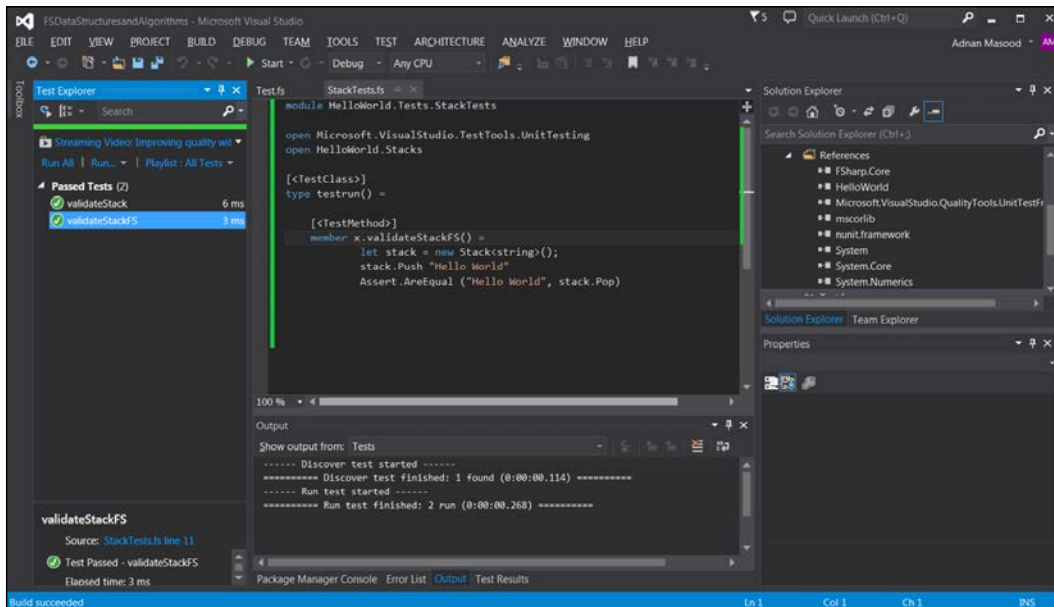 FSDataStructuresandAlgorithms - Microsoft Visual Studio
5
Quick Launch (Ctrl+Q)
FILE EDIT VIEW PROJECT BUILD DEBUG TEAM TOOLS TEST ARCHITECTURE ANALYZE WINDOW HELP
Adnan Masood
AM
Start
Debug
Any CPU
Toolbox
Test Explorer
Search
Streaming Video: Improving quality wit
Run All | Run... | Playlist : All Tests
Passed Tests (2)
validateStack 6 ms
validateStackFS 3 ms
validateStackFS
Source: StackTests.fs line 11
Test Passed - validateStackFS
Elapsed time: 3 ms
Test.fs StackTests.fs
module HelloWorld.Tests.StackTests
open Microsoft.VisualStudio.TestTools.UnitTesting
open HelloWorld.Stacks
[<TestClass>]
type testrun() =
[<TestMethod>]
member x.validateStackFS() =
let stack = new Stack<string>();
stack.Push "Hello World"
Assert.AreEqual ("Hello World", stack.Pop)
100 %
Output
Show output from: Tests
------ Discover test started ------
========== Discover test finished: 1 found (0:00:00.114) ==========
------ Run test started ------
========== Run test finished: 2 run (0:00:00.268) ==========
Package Manager Console Error List Output Test Results
Solution Explorer
Search Solution Explorer (Ctrl+;)
References
FSharp.Core
HelloWorld
Microsoft.VisualStudio.QualityTools.UnitTestFr
mscorlib
nunit.framework
System
System.Core
System.Numerics
Solution Explorer Team Explorer
Properties
Build succeeded
Ln 1 Col 1 Ch 1 INS